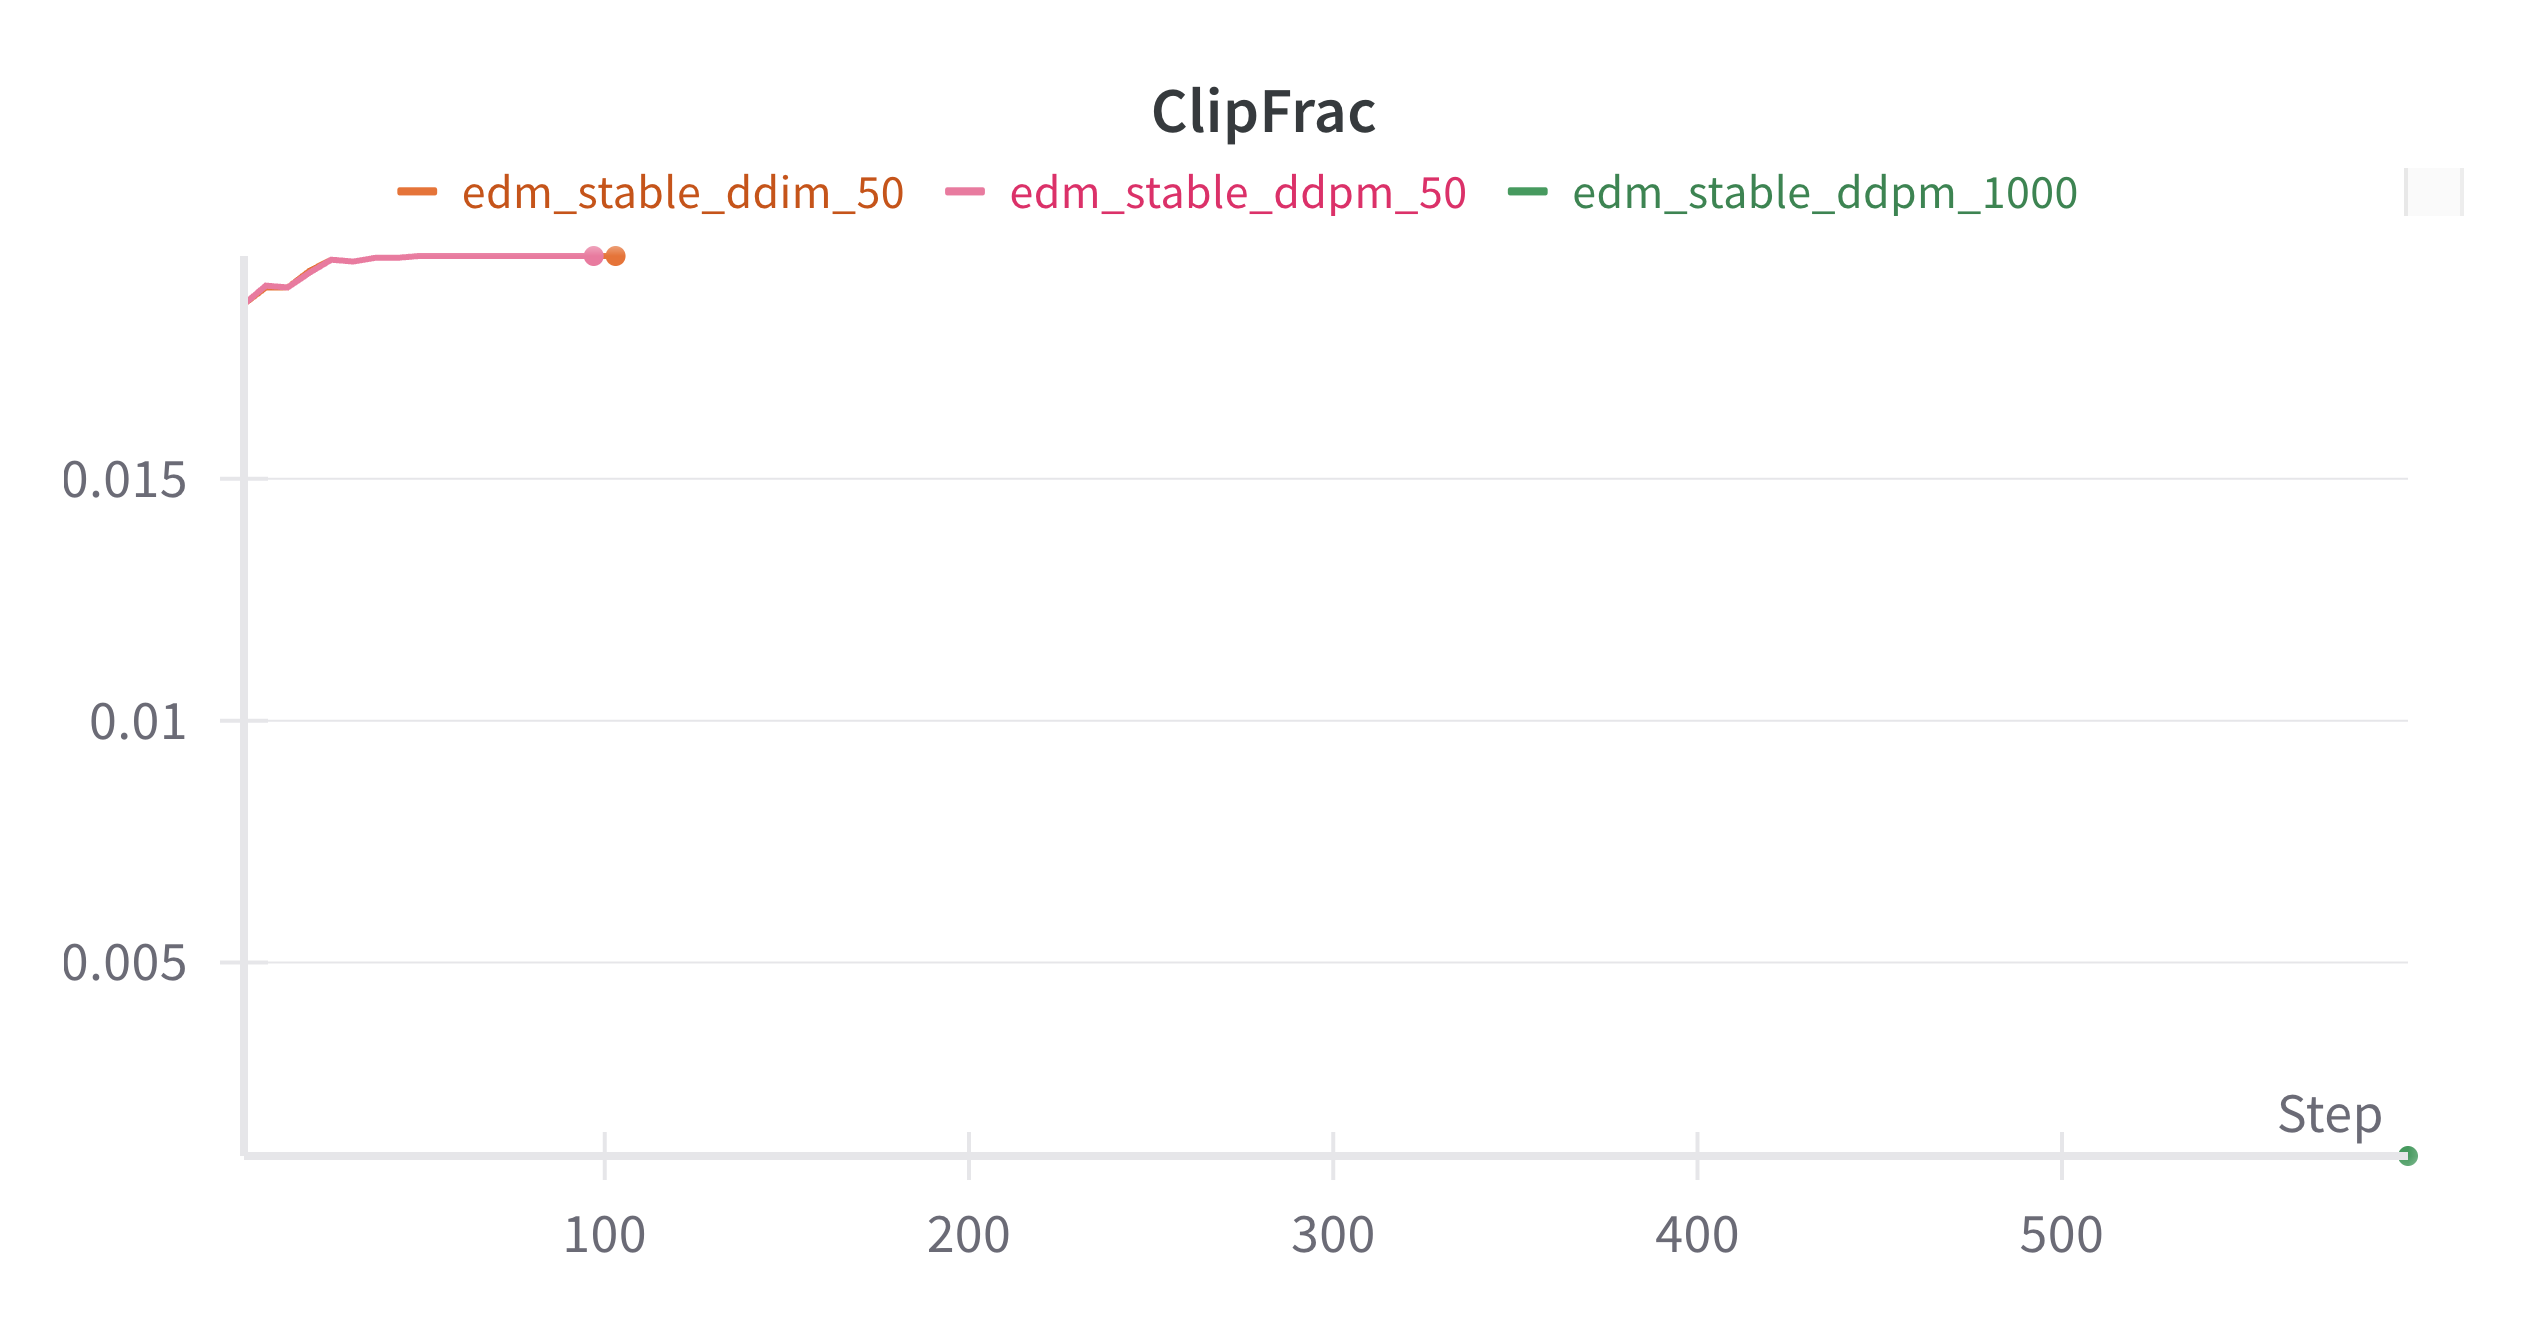 ClipFrac
edm_stable_ddim_50 edm_stable_ddpm_50 edm_stable_ddpm_1000
0.015
0.01
0.005
Step
100 200 300 400 500